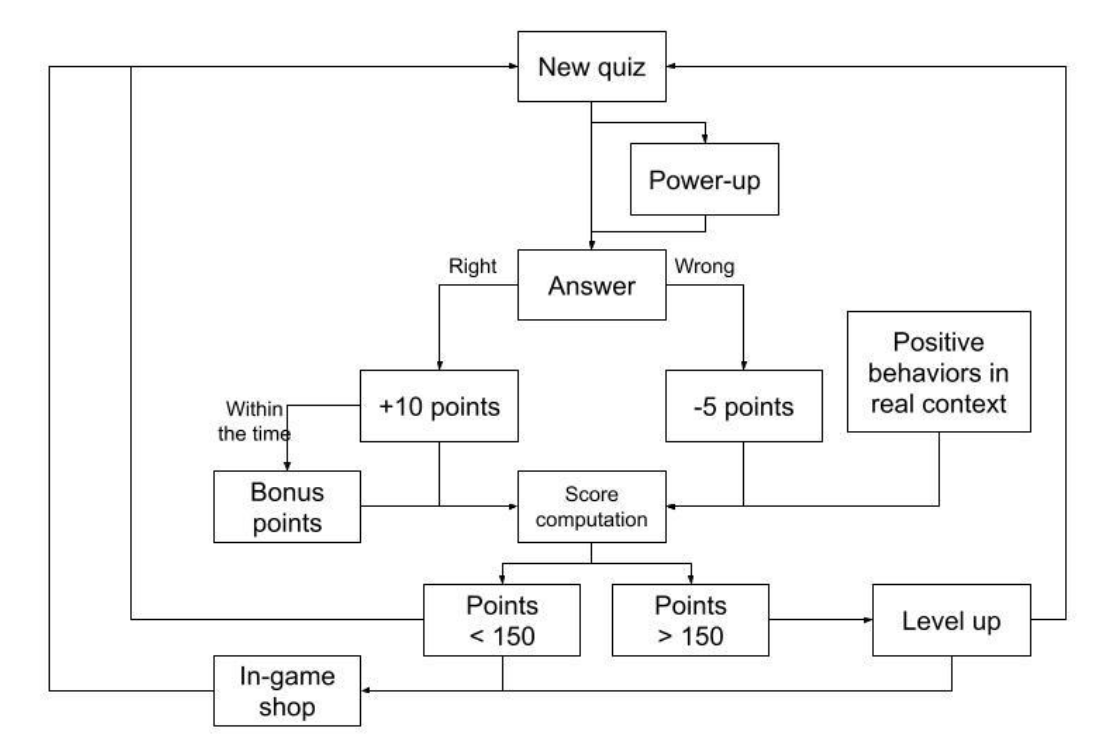 New quiz
Power-up
Right
Wrong
Answer
Positive
behaviors in
real context
Within
the time
+10 points
-5 points
Bonus
points
Score
computation
Points
< 150
Points
> 150
Level up
In-game
shop